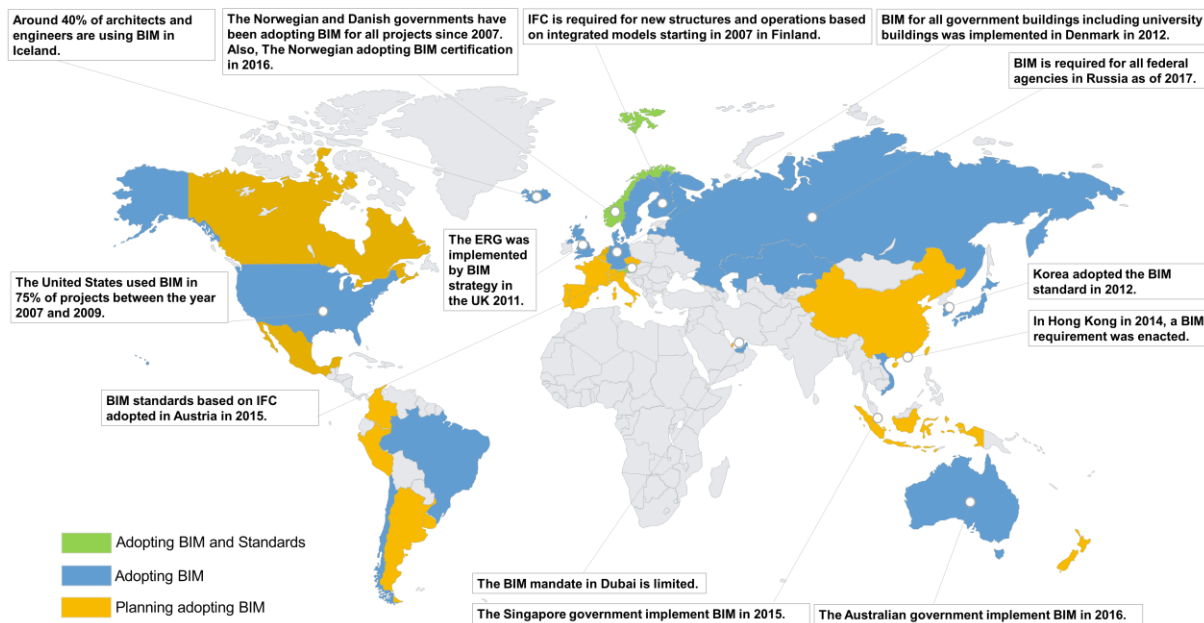 Around 40% of architects and
engineers are using BIM in
Iceland.
The Norwegian and Danish governments have
been adopting BIM for all projects since 2007.
Also, The Norwegian adopting BIM certification
in 2016.
IFC is required for new structures and operations based
on integrated models starting in 2007 in Finland.
BIM for all government buildings including university
buildings was implemented in Denmark in 2012.
BIM is required for all federal
agencies in Russia as of 2017.
The ERG was
implemented
by BIM
strategy in
the UK 2011.
The United States used BIM in
75% of projects between the year
2007 and 2009.
Korea adopted the BIM
standard in 2012.
In Hong Kong in 2014, a BIM
requirement was enacted.
BIM standards based on IFC
adopted in Austria in 2015.
Adopting BIM and Standards
Adopting BIM
Planning adopting BIM
The BIM mandate in Dubai is limited.
The Singapore government implement BIM in 2015.
The Australian government implement BIM in 2016.